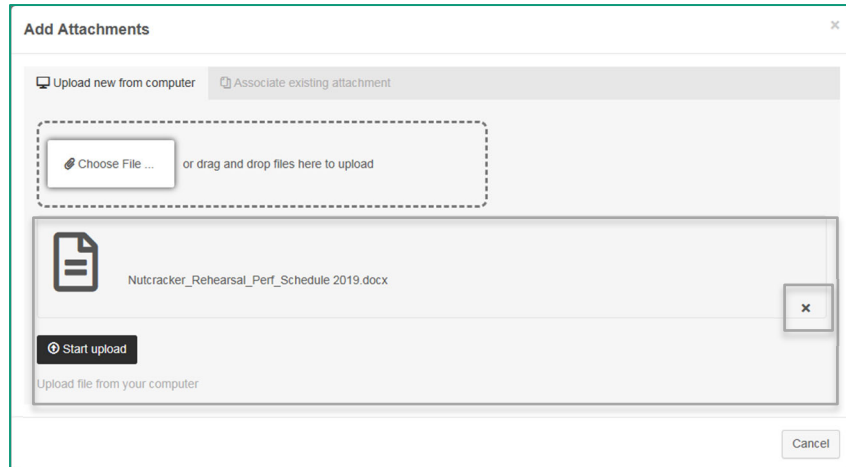 Add Attachments
×
Upload new from computer
Associate existing attachment
Choose File ...
or drag and drop files here to upload
Nutcracker_Rehearsal_Perf_Schedule 2019.docx
×
Start upload
Upload file from your computer
Cancel